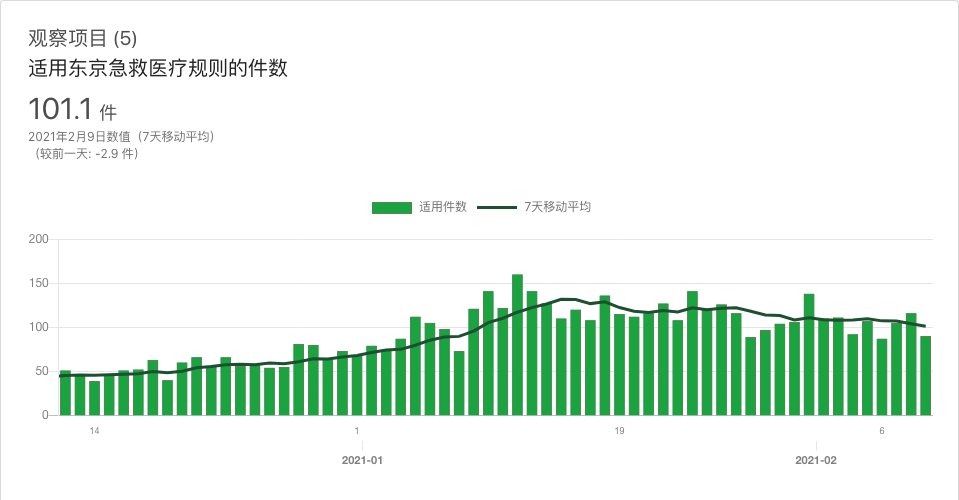 观察项目 (5)
适用东京急救医疗规则的件数
101.1 件
2021年2月9日数值（7天移动平均）
（较前一天: -2.9 件）
适用件数 7天移动平均
200
150
100
50
0
14 1 19 6
2021-01 2021-02